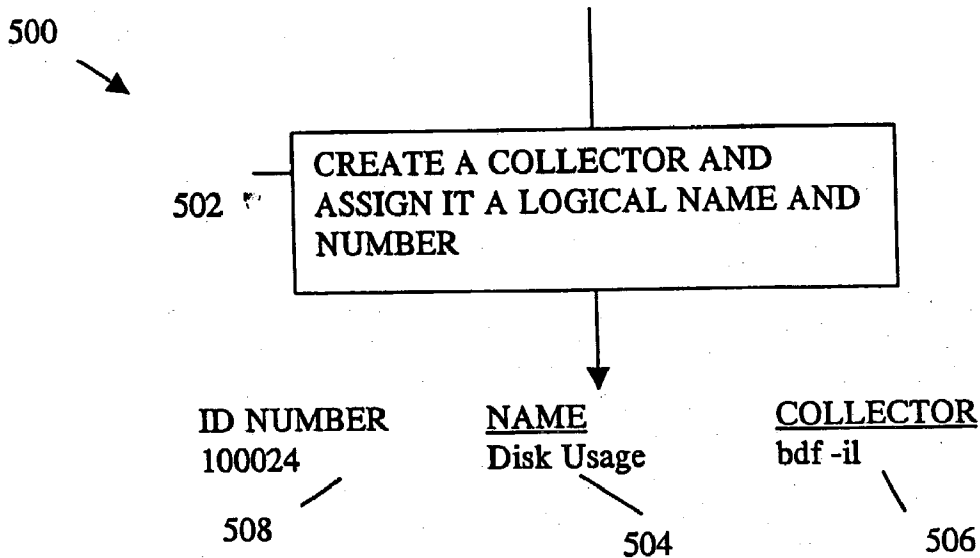 500
502
CREATE A COLLECTOR AND
ASSIGN IT A LOGICAL NAME AND
NUMBER
ID NUMBER NAME COLLECTOR
100024 Disk Usage bdf -il
508 504 506